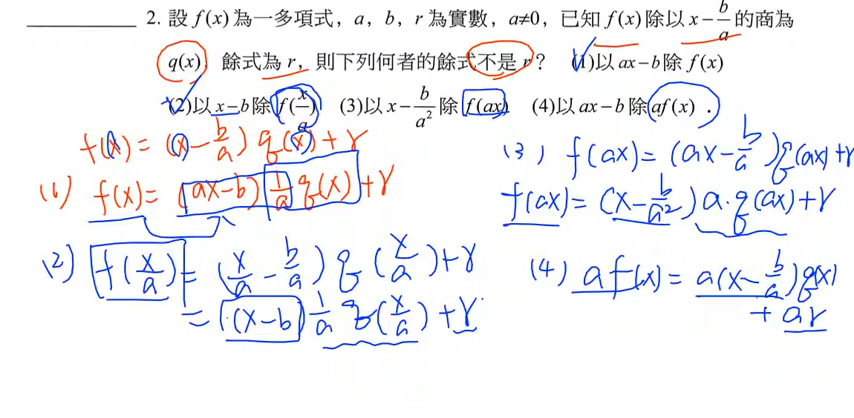 ________ 2. 設 f(x) 為一多項式，a，b，r 為實數，a≠0，已知 f(x) 除以 x－b/a 的商為
q(x)，餘式為 r，則下列何者的餘式不是 r？ (1)以 ax－b 除 f(x)
(2)以 x－b 除 f(x/a) (3)以 x－b/a² 除 f(ax) (4)以 ax－b 除 af(x)．
f(x) = (x - b/a) q(x) + r
(1) f(x) = (ax-b) 1/a q(x) + r
(2) f(x/a) = (x/a - b/a) q(x/a) + r
= (x-b) 1/a q(x/a) + r
(3) f(ax) = (ax - b/a) q(ax) + r
f(ax) = (x - b/a²) a·q(ax) + r
(4) a f(x) = a(x - b/a) q(x)
+ ar